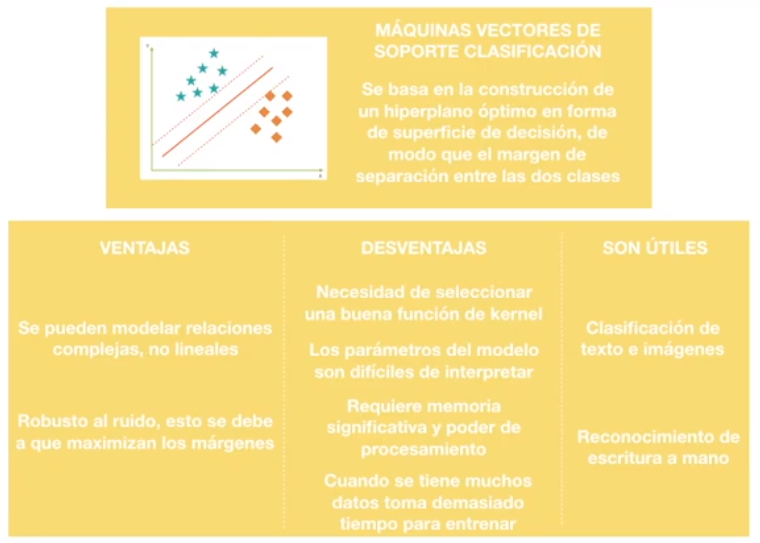 MÁQUINAS VECTORES DE
SOPORTE CLASIFICACIÓN
Se basa en la construcción de
un hiperplano óptimo en forma
de superficie de decisión, de
modo que el margen de
separación entre las dos clases
Y
X
VENTAJAS
Se pueden modelar relaciones
complejas, no lineales
Robusto al ruido, esto se debe
a que maximizan los márgenes
DESVENTAJAS
Necesidad de seleccionar
una buena función de kernel
Los parámetros del modelo
son difíciles de interpretar
Requiere memoria
significativa y poder de
procesamiento
Cuando se tiene muchos
datos toma demasiado
tiempo para entrenar
SON ÚTILES
Clasificación de
texto e imágenes
Reconocimiento de
escritura a mano